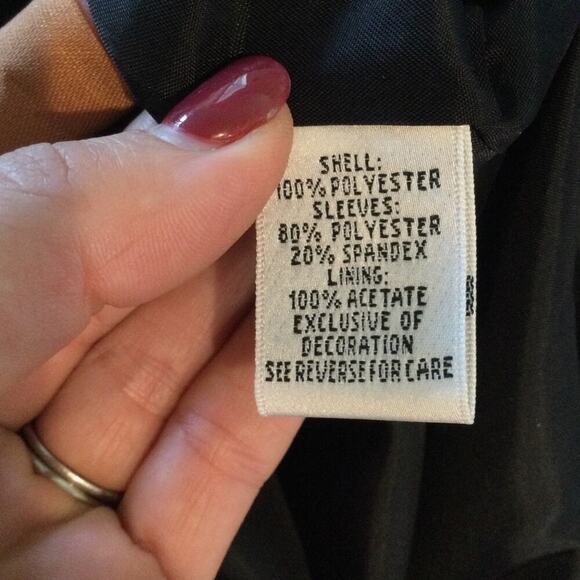 SHELL:
100% POLYESTER
SLEEVES:
80% POLYESTER
20% SPANDEX
LINING:
100% ACETATE
EXCLUSIVE OF
DECORATION
SEE REVERSE FOR CARE